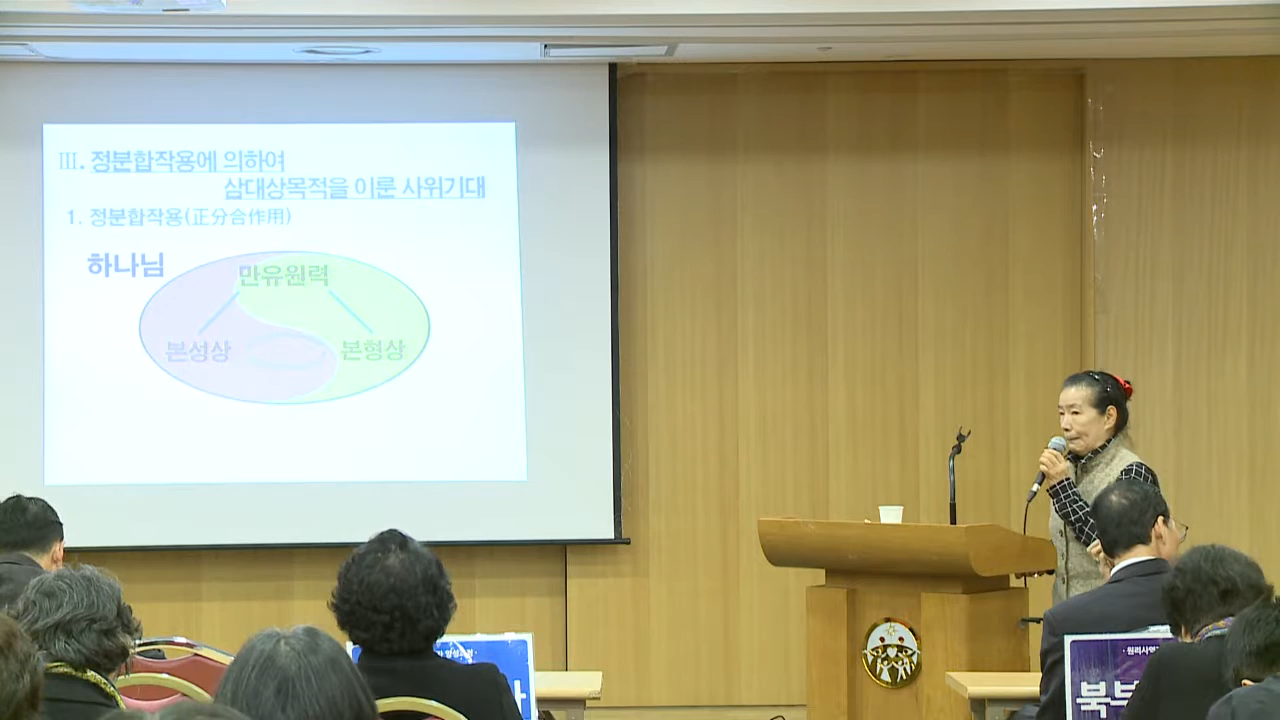 Ⅲ. 정분합작용에 의하여
삼대상목적을 이룬 사위기대
1. 정분합작용(正分合作用)
하나님
만유원력
본성상
본형상
북부